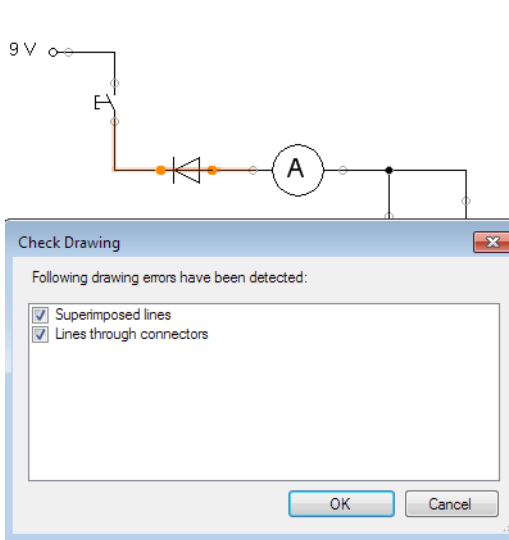 9 V
A
Check Drawing
Following drawing errors have been detected:
Superimposed lines
Lines through connectors
OK Cancel